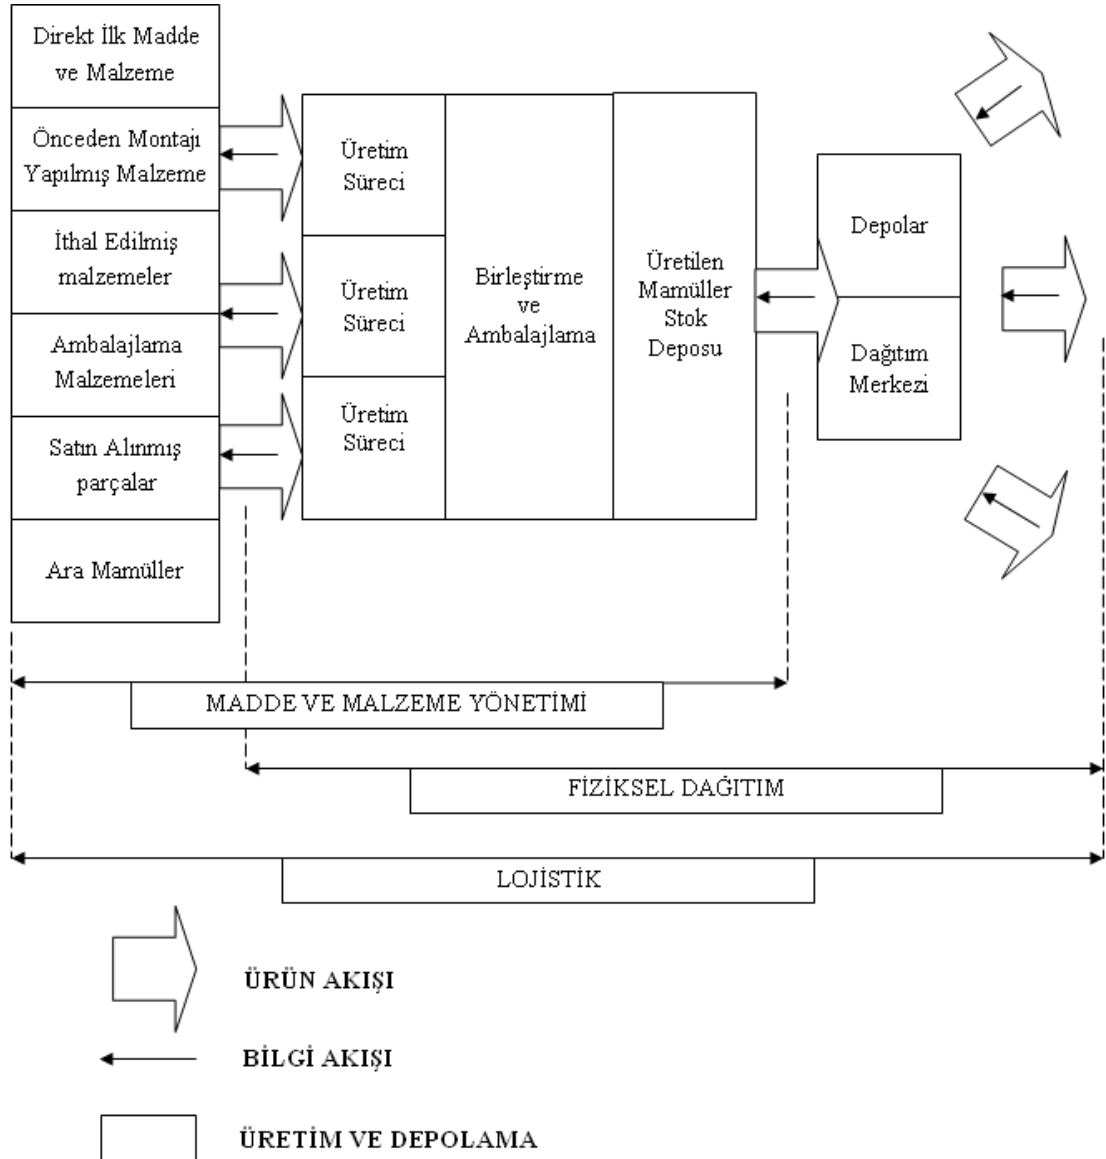 Direkt İlk Madde
ve Malzeme
Önceden Montajı
Yapılmış Malzeme
İthal Edilmiş
malzemeler
Ambalajlama
Malzemeleri
Satın Alınmış
parçalar
Ara Mamüller
Üretim
Süreci
Üretim
Süreci
Üretim
Süreci
Birleştirme
ve
Ambalajlama
Üretilen
Mamüller
Stok
Deposu
Depolar
Dağıtım
Merkezi
MADDE VE MALZEME YÖNETİMİ
FİZİKSEL DAĞITIM
LOJİSTİK
ÜRÜN AKIŞI
BİLGİ AKIŞI
ÜRETİM VE DEPOLAMA